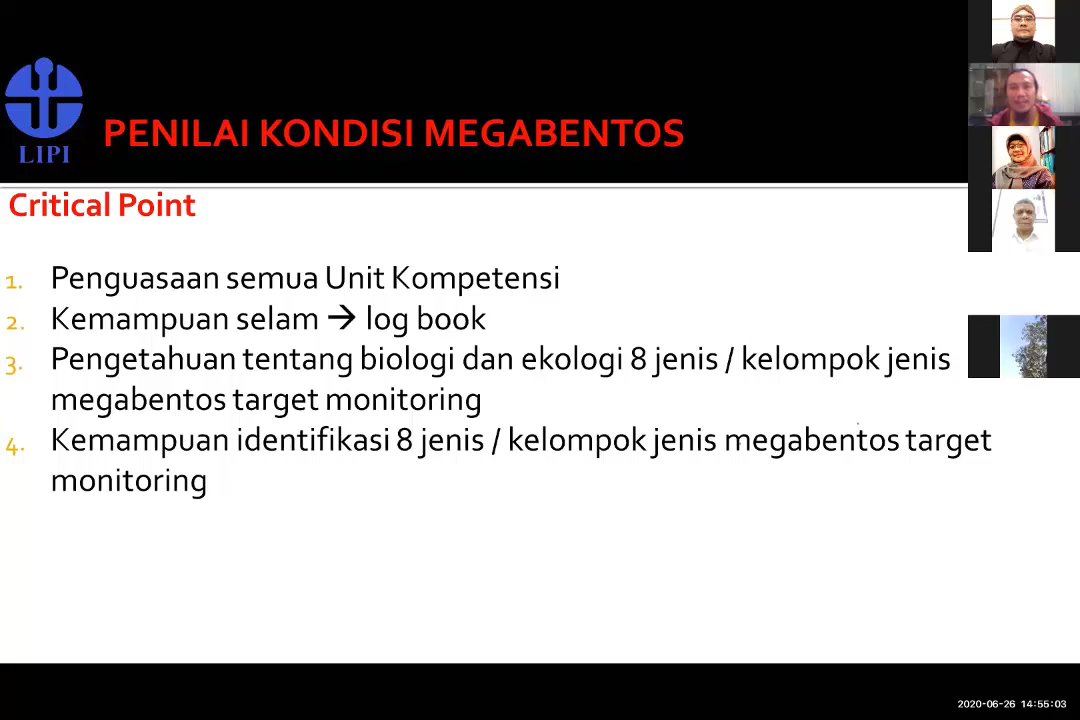 LIPI
PENILAI KONDISI MEGABENTOS
Critical Point
1. Penguasaan semua Unit Kompetensi
2. Kemampuan selam → log book
3. Pengetahuan tentang biologi dan ekologi 8 jenis / kelompok jenis
megabentos target monitoring
4. Kemampuan identifikasi 8 jenis / kelompok jenis megabentos target
monitoring
2020-06-26 14:55:03